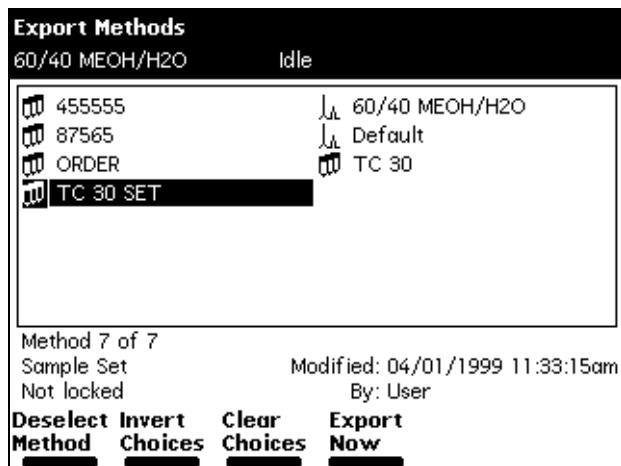 Export Methods
60/40 MEOH/H2O Idle
455555 60/40 MEOH/H2O
87565 Default
ORDER TC 30
TC 30 SET
Method 7 of 7
Sample Set Modified: 04/01/1999 11:33:15am
Not locked By: User
Deselect Invert Clear Export
Method Choices Choices Now